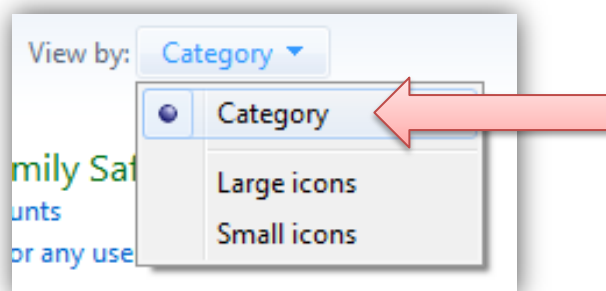 View by: Category
Category
Large icons
mily Saf
unts
Small icons
or any use